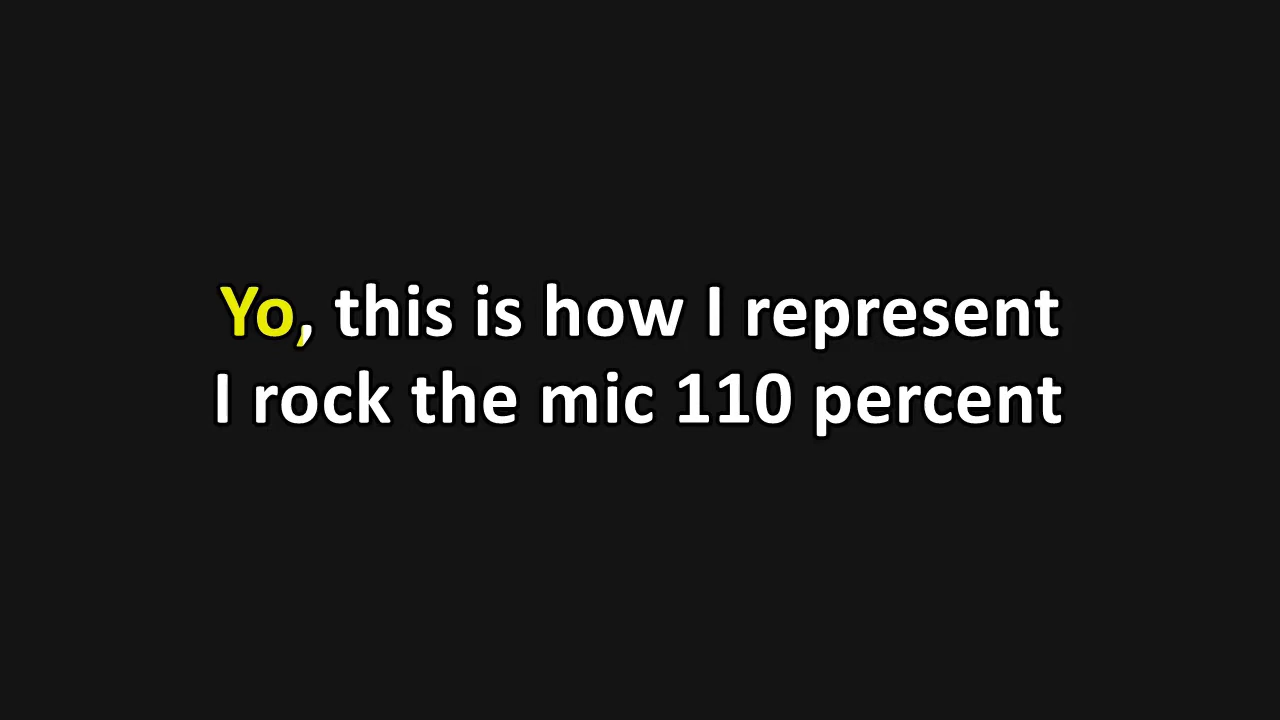 Yo, this is how I represent
I rock the mic 110 percent